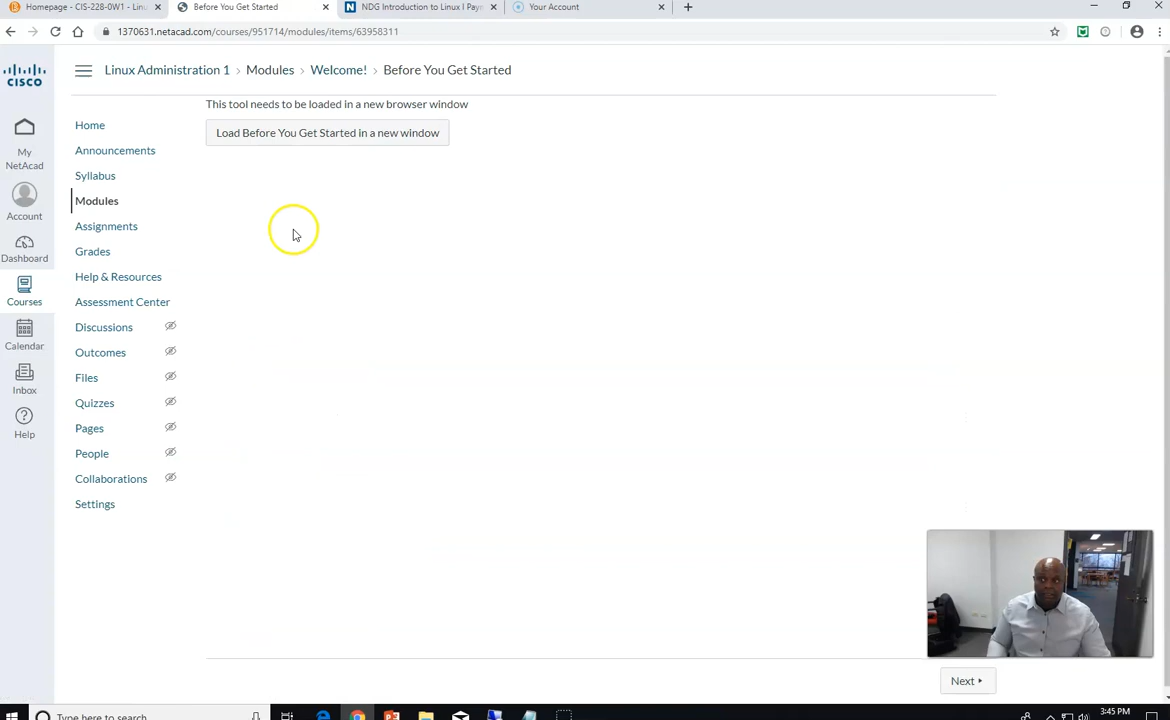 Homepage - CIS-228-0W1 - Linu
Before You Get Started
NDG Introduction to Linux I Payn
Your Account
1370631.netacad.com/courses/951714/modules/items/63958311
CISCO
Linux Administration 1 > Modules > Welcome! > Before You Get Started
This tool needs to be loaded in a new browser window
Load Before You Get Started in a new window
My
NetAcad
Account
Dashboard
Courses
Calendar
Inbox
Help
Home
Announcements
Syllabus
Modules
Assignments
Grades
Help & Resources
Assessment Center
Discussions
Outcomes
Files
Quizzes
Pages
People
Collaborations
Settings
Next
Type here to search
3:45 PM